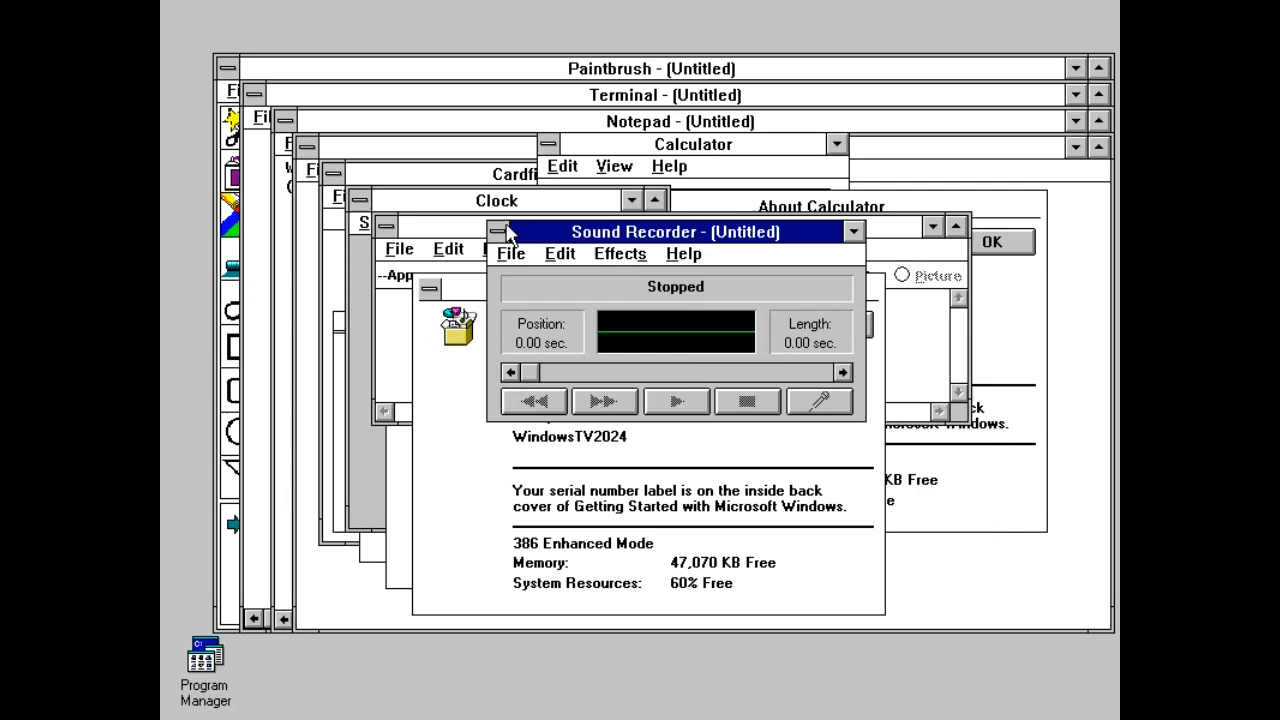 Paintbrush - (Untitled)
Terminal - (Untitled)
Notepad - (Untitled)
Calculator
Edit View Help
Clock
About Calculator
OK
Sound Recorder - (Untitled)
File Edit
File Edit Effects Help
Picture
Stopped
Position:
0.00 sec.
Length:
0.00 sec.
WindowsTV2024
Your serial number label is on the inside back
cover of Getting Started with Microsoft Windows.
386 Enhanced Mode
Memory: 47,070 KB Free
System Resources: 60% Free
KB Free
Program
Manager